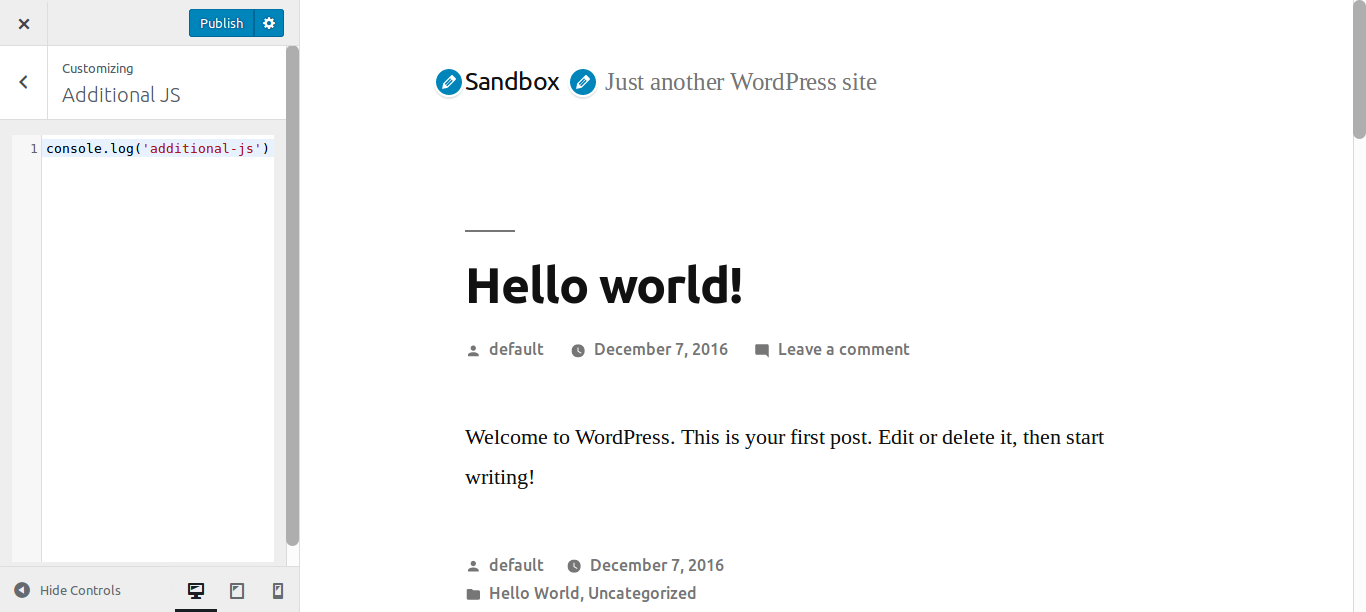 Publish
Customizing
Additional JS
1 console.log('additional-js')
Hide Controls
Sandbox Just another WordPress site
Hello world!
default December 7, 2016 Leave a comment
Welcome to WordPress. This is your first post. Edit or delete it, then start
writing!
default December 7, 2016
Hello World, Uncategorized